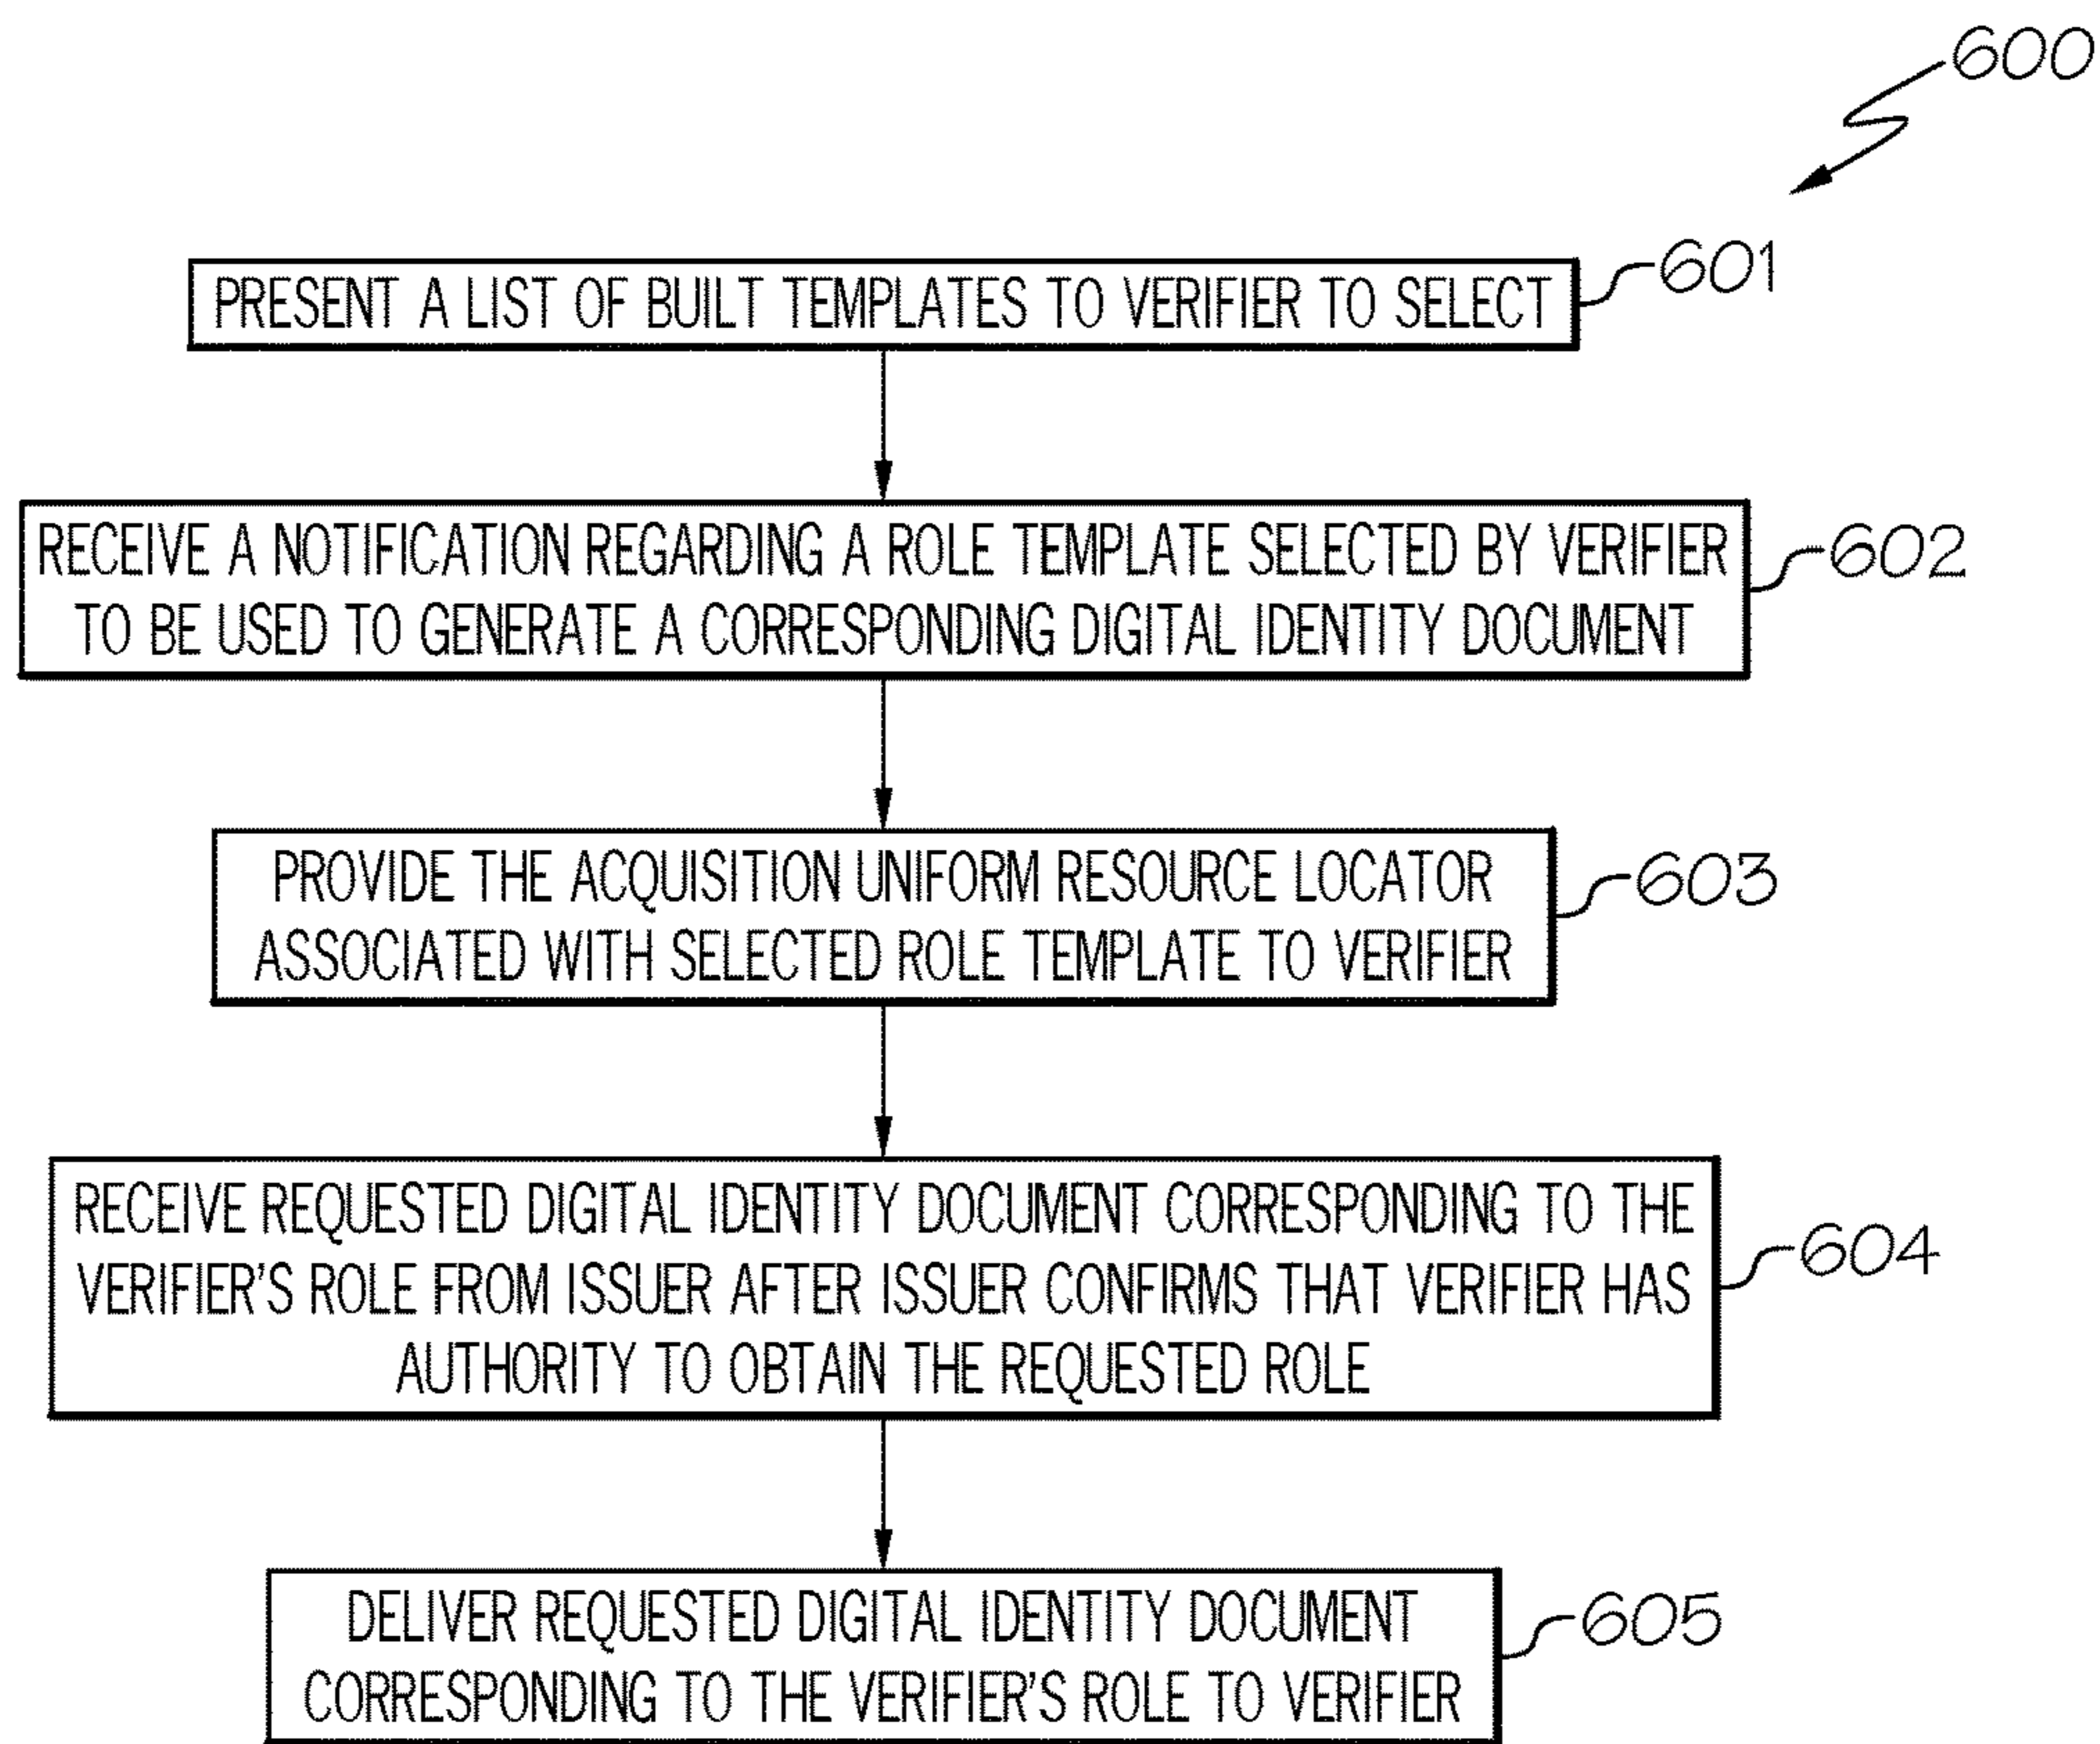 600
PRESENT A LIST OF BUILT TEMPLATES TO VERIFIER TO SELECT
601
RECEIVE A NOTIFICATION REGARDING A ROLE TEMPLATE SELECTED BY VERIFIER
TO BE USED TO GENERATE A CORRESPONDING DIGITAL IDENTITY DOCUMENT
602
PROVIDE THE ACQUISITION UNIFORM RESOURCE LOCATOR
ASSOCIATED WITH SELECTED ROLE TEMPLATE TO VERIFIER
603
RECEIVE REQUESTED DIGITAL IDENTITY DOCUMENT CORRESPONDING TO THE
VERIFIER'S ROLE FROM ISSUER AFTER ISSUER CONFIRMS THAT VERIFIER HAS
AUTHORITY TO OBTAIN THE REQUESTED ROLE
604
DELIVER REQUESTED DIGITAL IDENTITY DOCUMENT
CORRESPONDING TO THE VERIFIER'S ROLE TO VERIFIER
605